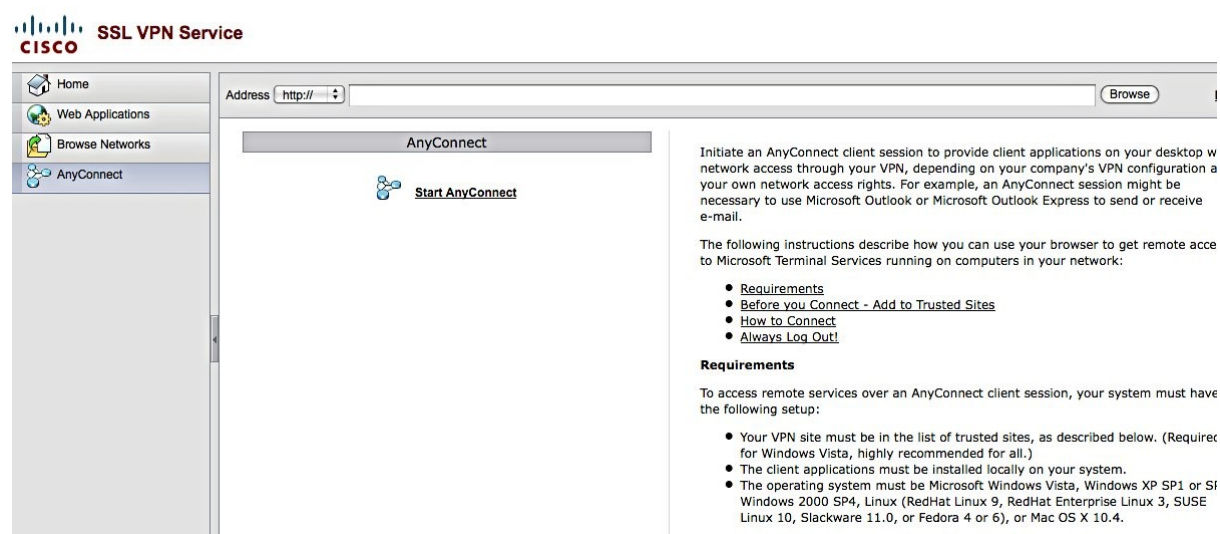 CISCO SSL VPN Service
Home
Web Applications
Browse Networks
AnyConnect
Address http:// Browse
AnyConnect
Start AnyConnect
Initiate an AnyConnect client session to provide client applications on your desktop
network access through your VPN, depending on your company's VPN configuration
your own network access rights. For example, an AnyConnect session might be
necessary to use Microsoft Outlook or Microsoft Outlook Express to send or receive
e-mail.
The following instructions describe how you can use your browser to get remote
to Microsoft Terminal Services running on computers in your network:
Requirements
Before you Connect - Add to Trusted Sites
How to Connect
Always Log Out!
Requirements
To access remote services over an AnyConnect client session, your system must have
the following setup:
Your VPN site must be in the list of trusted sites, as described below. (Required
for Windows Vista, highly recommended for all.)
The client applications must be installed locally on your system.
The operating system must be Microsoft Windows Vista, Windows XP SP1 or
Windows 2000 SP4, Linux (RedHat Linux 9, RedHat Enterprise Linux 3, SUSE
Linux 10, Slackware 11.0, or Fedora 4 or 6), or Mac OS X 10.4.